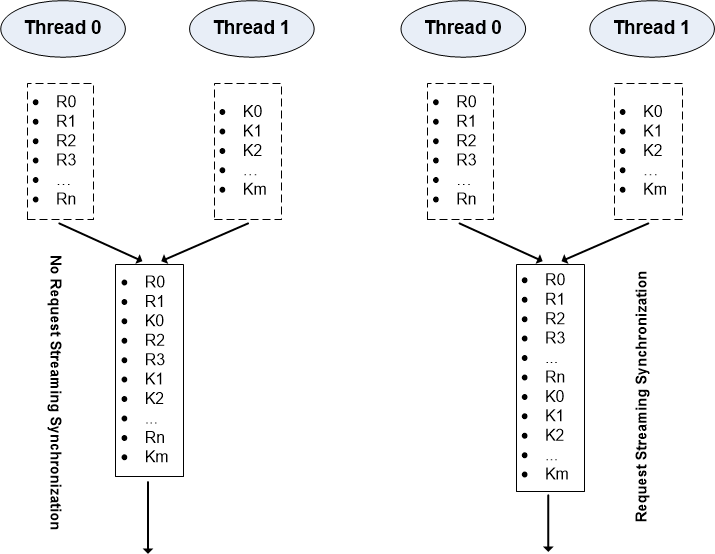 Thread 0
Thread 1
• R0
• R1
• R2
• R3
• ...
• Rn
• K0
• K1
• K2
• ...
• Km
No Request Streaming Synchronization
• R0
• R1
• K0
• R2
• R3
• K1
• K2
• ...
• Rn
• Km
Thread 0
Thread 1
• R0
• R1
• R2
• R3
• ...
• Rn
• K0
• K1
• K2
• ...
• Km
• R0
• R1
• R2
• R3
• ...
• Rn
• K0
• K1
• K2
• ...
• Km
Request Streaming Synchronization